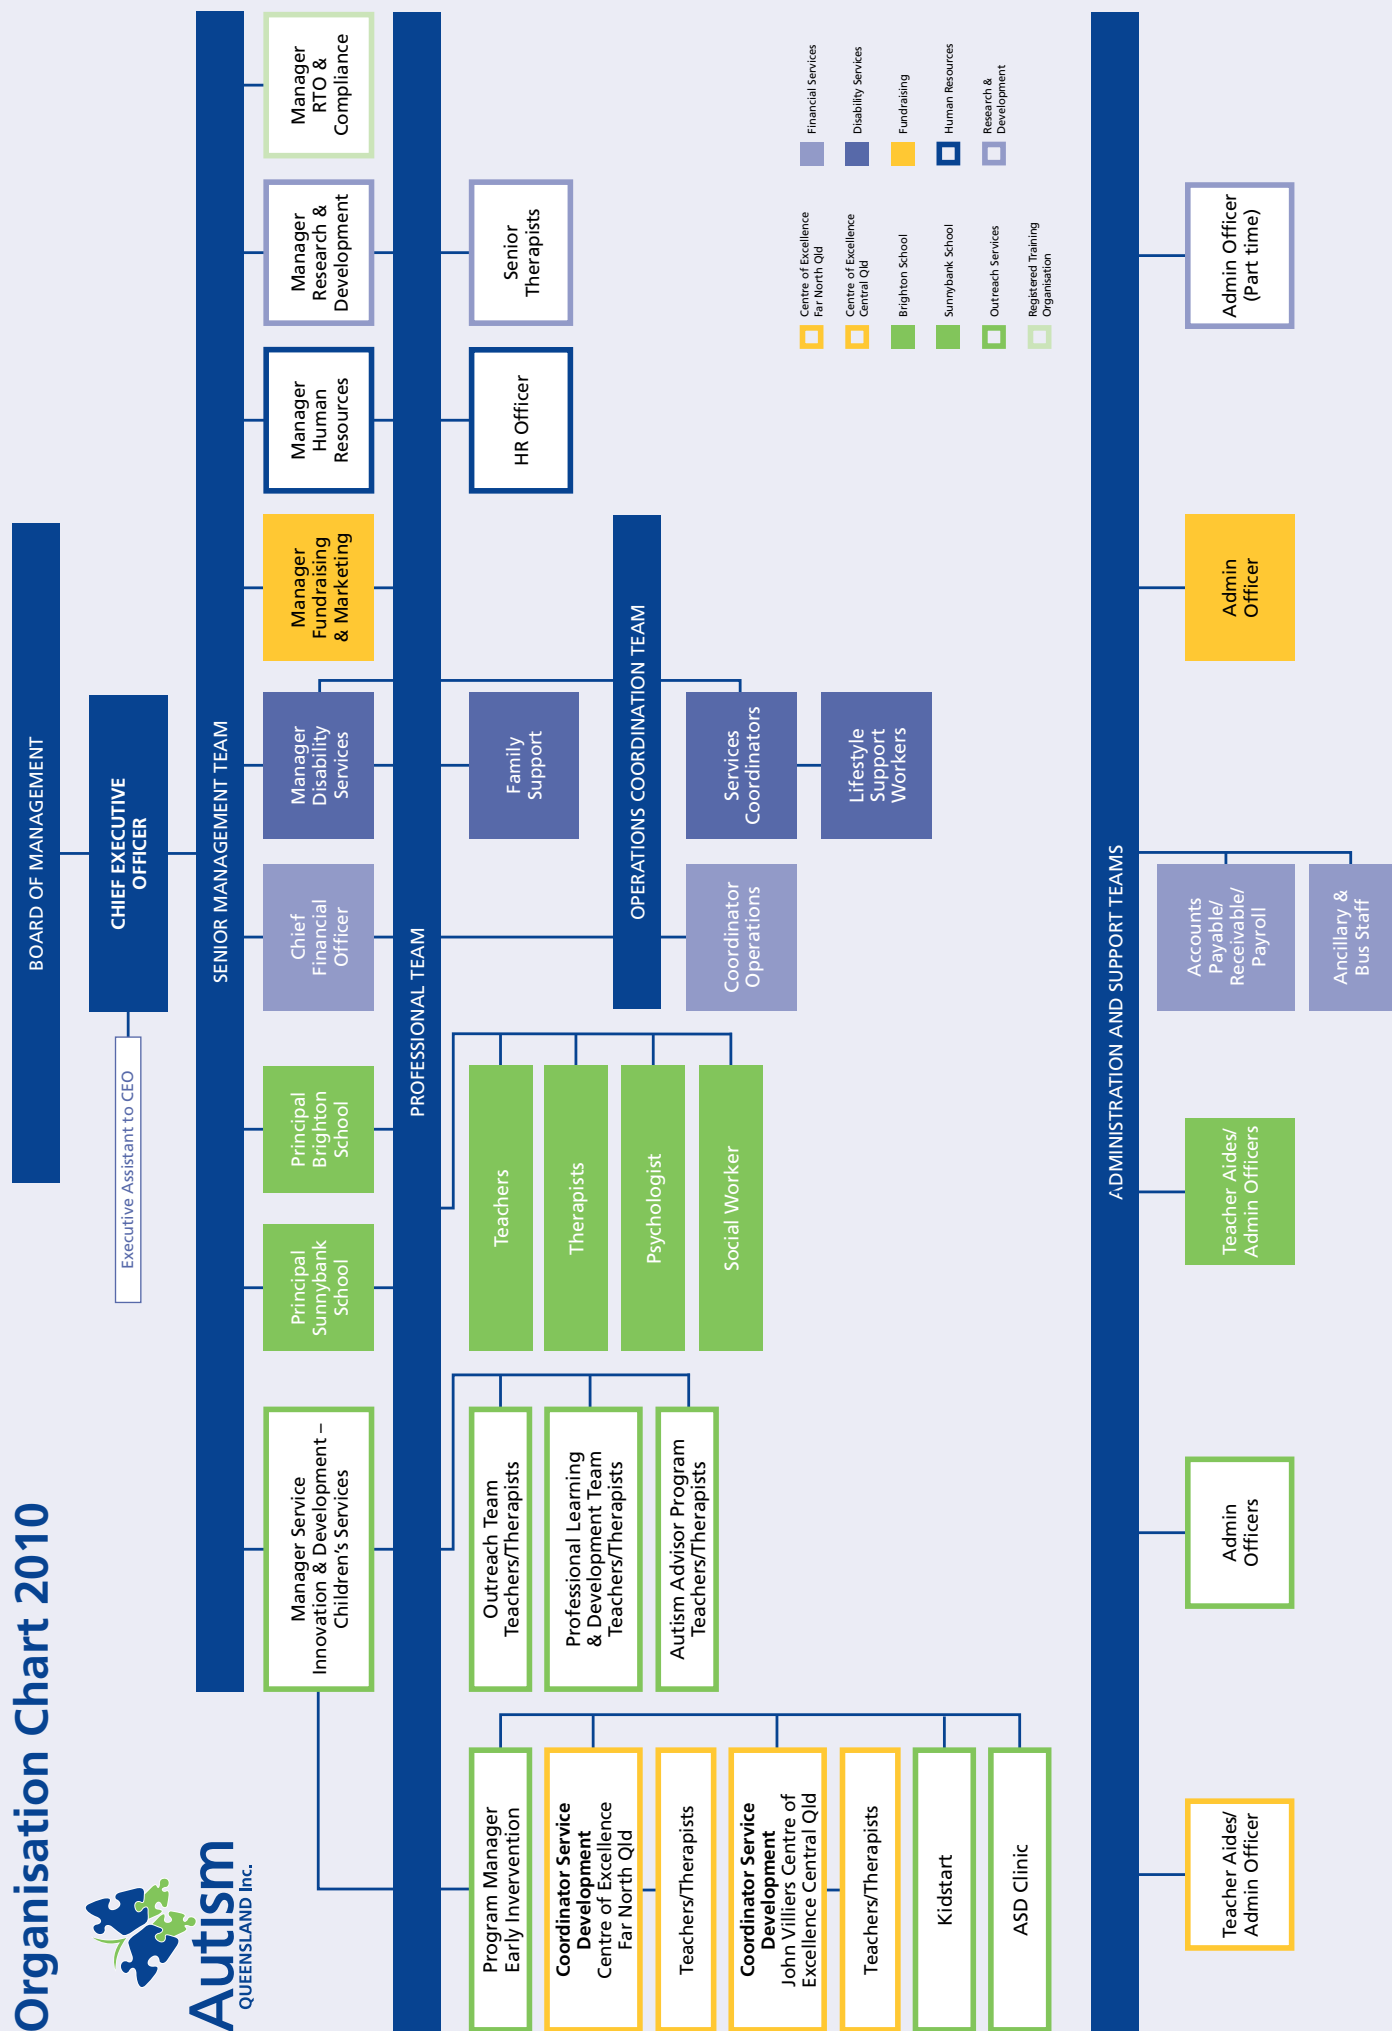 Organisation Chart 2010
Autism
QUEENSLAND Inc.
BOARD OF MANAGEMENT
Executive Assistant to CEO
CHIEF EXECUTIVE
OFFICER
SENIOR MANAGEMENT TEAM
Manager Service
Innovation & Development –
Children's Services
Principal
Sunnybank
School
Principal
Brighton
School
Chief
Financial
Officer
Manager
Disability
Services
Manager
Fundraising
& Marketing
Manager
Human
Resources
Manager
Research &
Development
Manager
RTO &
Compliance
PROFESSIONAL TEAM
Program Manager
Early Invervention
Coordinator Service
Development
Centre of Excellence
Far North Qld
Teachers/Therapists
Coordinator Service
Development
John Villiers Centre of
Excellence Central Qld
Teachers/Therapists
Kidstart
ASD Clinic
Outreach Team
Teachers/Therapists
Professional Learning
& Development Team
Teachers/Therapists
Autism Advisor Program
Teachers/Therapists
Teachers
Therapists
Psychologist
Social Worker
Family
Support
HR Officer
Senior
Therapists
OPERATIONS COORDINATION TEAM
Coordinator
Operations
Services
Coordinators
Lifestyle
Support
Workers
Centre of Excellence
Far North Qld
Centre of Excellence
Central Qld
Brighton School
Sunnybank School
Outreach Services
Registered Training
Organisation
Financial Services
Disability Services
Fundraising
Human Resources
Research &
Development
ADMINISTRATION AND SUPPORT TEAMS
Teacher Aides/
Admin Officer
Admin
Officers
Teacher Aides/
Admin Officers
Accounts
Payable/
Receivable/
Payroll
Ancillary &
Bus Staff
Admin
Officer
Admin Officer
(Part time)